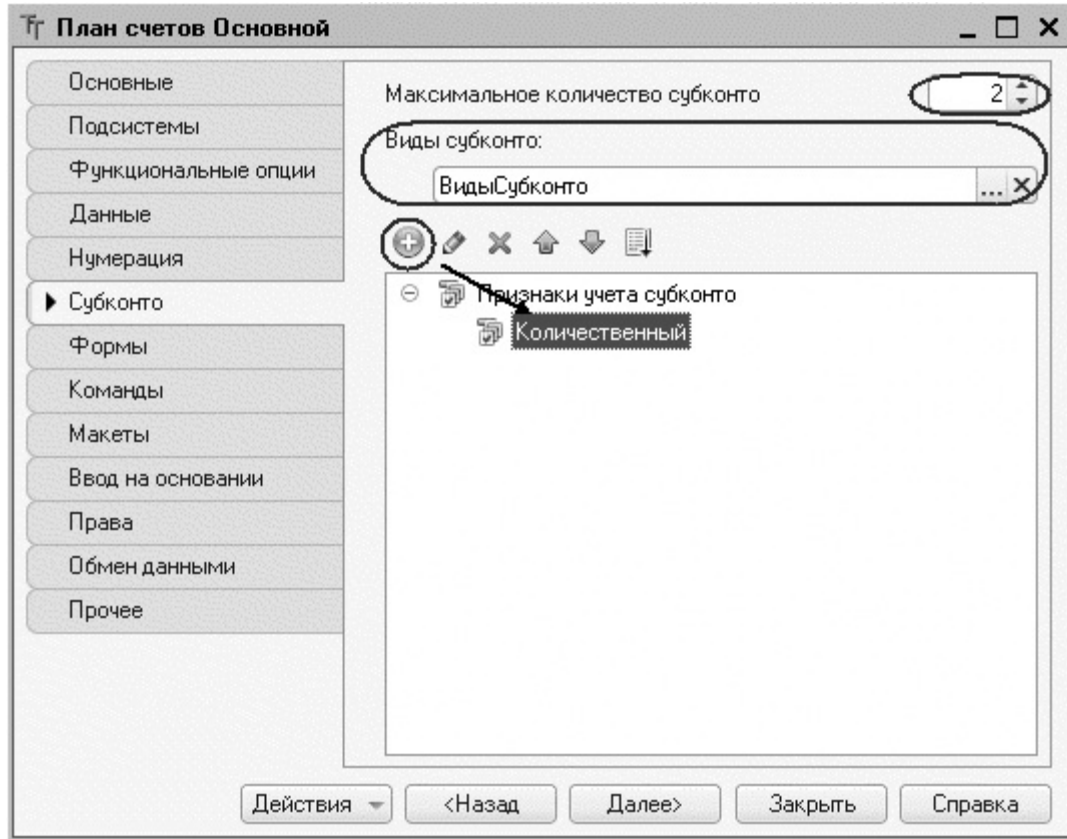 План счетов Основной
Основные
Подсистемы
Функциональные опции
Данные
Нумерация
Субконто
Формы
Команды
Макеты
Ввод на основании
Права
Обмен данными
Прочее
Максимальное количество субконто 2
Виды субконто:
ВидыСубконто ...
Признаки учета субконто
Количественный
Действия <Назад Далее> Закрыть Справка